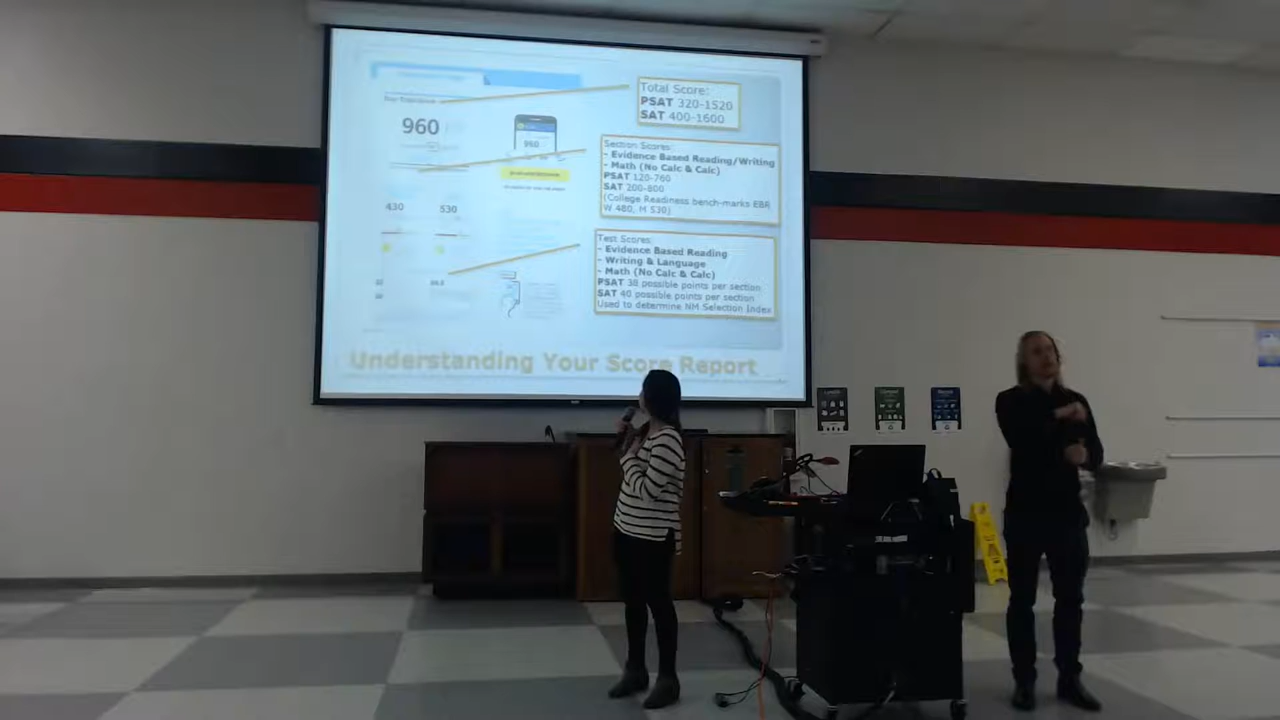 960
960
430
530
Total Score:
PSAT 320-1520
SAT 400-1600
Section Scores:
- Evidence Based Reading/Writing
- Math (No Calc & Calc)
PSAT 120-760
SAT 200-800
(College Readiness bench-marks EBR
W 480, M 530)
Test Scores:
- Evidence Based Reading
- Writing & Language
- Math (No Calc & Calc)
PSAT 38 possible points per section
SAT 40 possible points per section
Used to determine NM Selection Index
Understanding Your Score Report